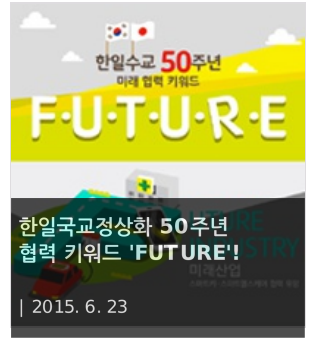 한일수교 50주년
미래 협력 키워드
F·U·T·U·R·E
한일국교정상화 50주년
협력 키워드 'FUTURE'!
미래산업
| 2015. 6. 23